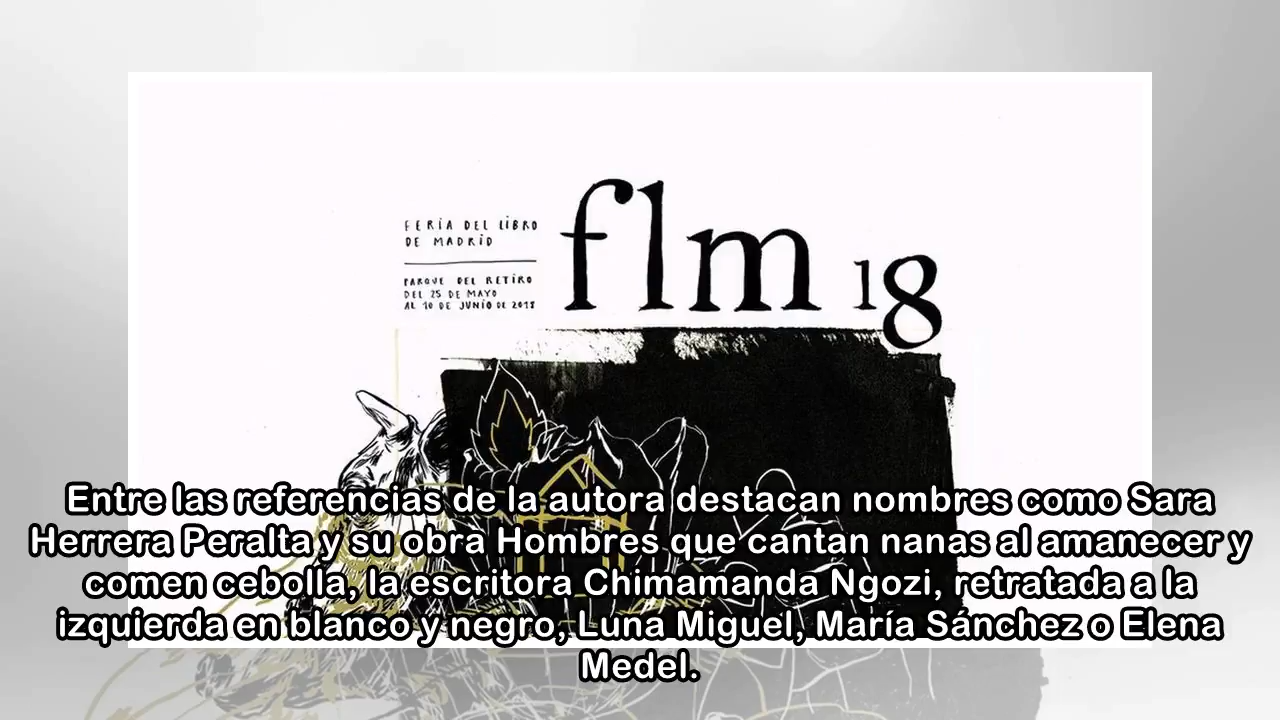 FERIA DEL LIBRO
DE MADRID
PARQUE DEL RETIRO
DEL 25 DE MAYO
AL 10 DE JUNIO DE 2018
flm 18
Entre las referencias de la autora destacan nombres como Sara
Herrera Peralta y su obra Hombres que cantan nanas al amanecer y
comen cebolla, la escritora Chimamanda Ngozi, retratada a la
izquierda en blanco y negro, Luna Miguel, María Sánchez o Elena
Medel.